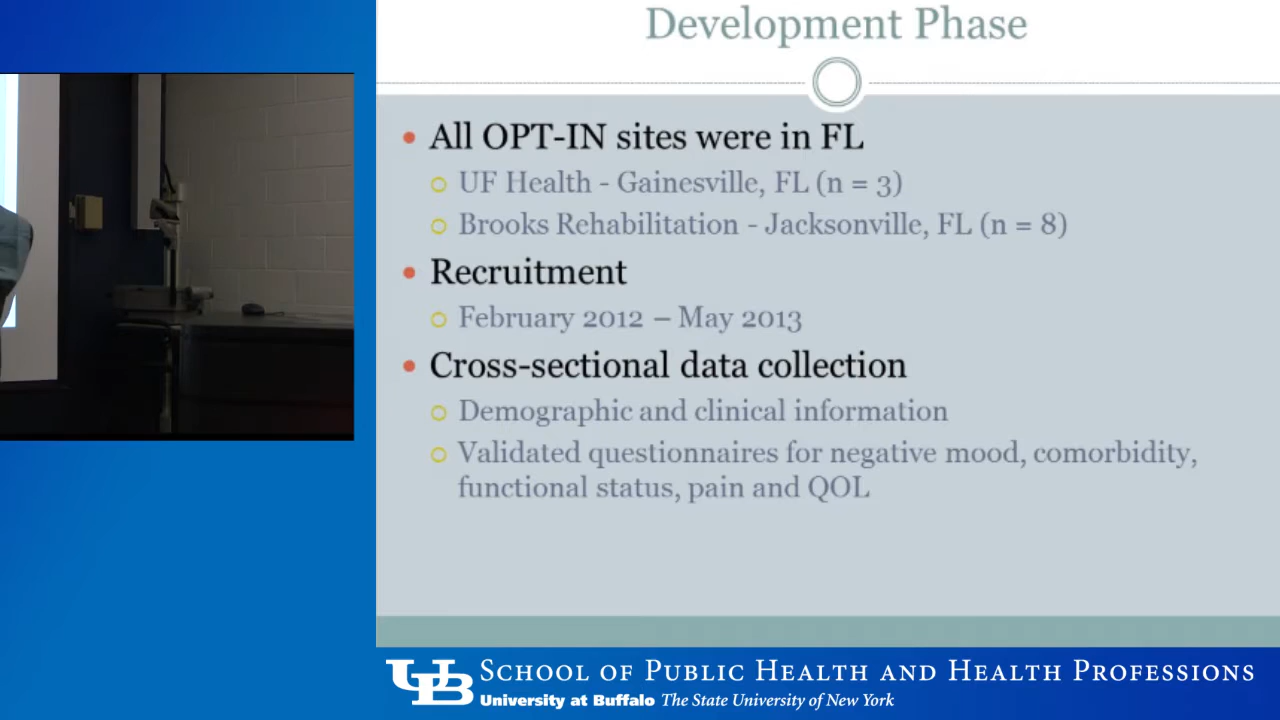 Development Phase
All OPT-IN sites were in FL
UF Health - Gainesville, FL (n = 3)
Brooks Rehabilitation - Jacksonville, FL (n = 8)
Recruitment
February 2012 – May 2013
Cross-sectional data collection
Demographic and clinical information
Validated questionnaires for negative mood, comorbidity,
functional status, pain and QOL
UB School of Public Health and Health Professions
University at Buffalo The State University of New York